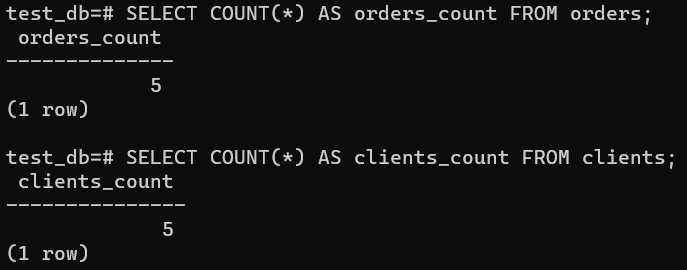 test_db=# SELECT COUNT(*) AS orders_count FROM orders;
 orders_count
--------------
            5
(1 row)

test_db=# SELECT COUNT(*) AS clients_count FROM clients;
 clients_count
---------------
             5
(1 row)